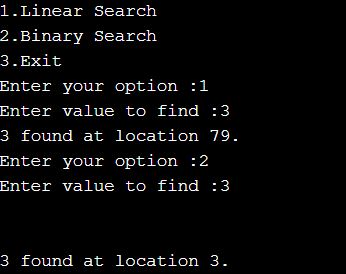 1.Linear Search
2.Binary Search
3.Exit
Enter your option :1
Enter value to find :3
3 found at location 79.
Enter your option :2
Enter value to find :3
3 found at location 3.